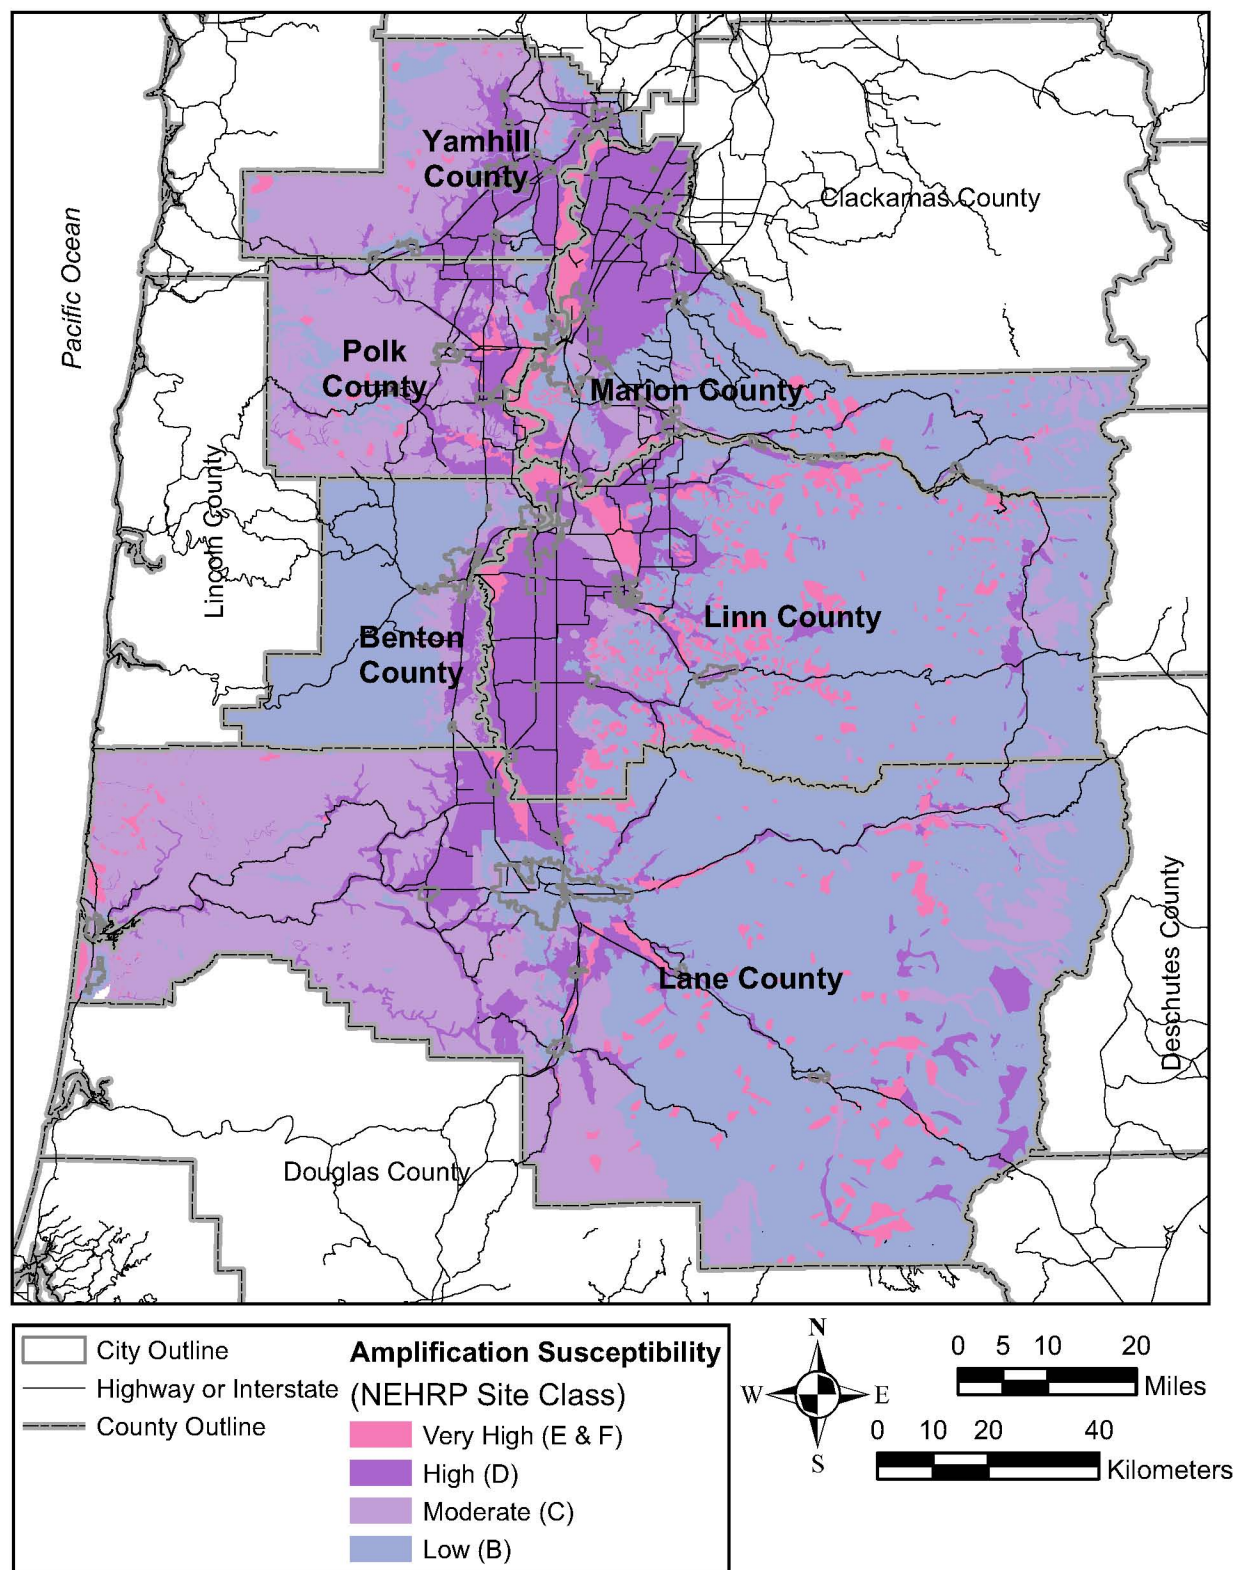 Yamhill
County
Clackamas County
Pacific Ocean
Polk
County
Marion County
Lincoln County
Linn County
Benton
County
Lane County
Deschutes County
Douglas County
City Outline
Highway or Interstate
County Outline
Amplification Susceptibility
(NEHRP Site Class)
Very High (E & F)
High (D)
Moderate (C)
Low (B)
N
W
E
S
0 5 10 20
Miles
0 10 20 40
Kilometers